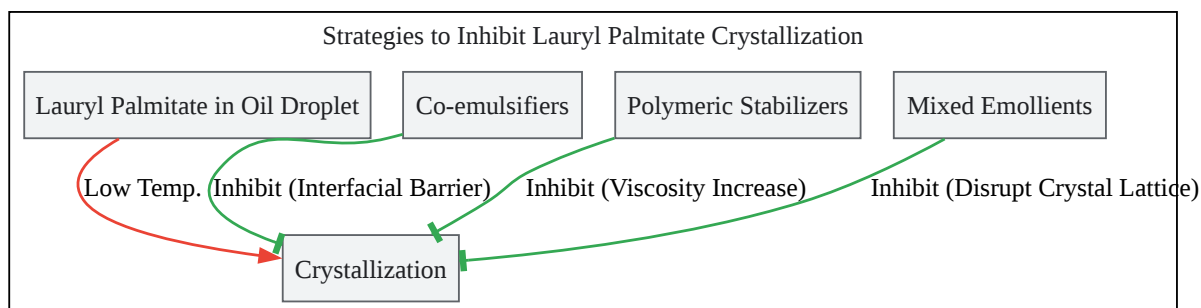 Strategies to Inhibit Lauryl Palmitate Crystallization
Lauryl Palmitate in Oil Droplet
Co-emulsifiers
Polymeric Stabilizers
Mixed Emollients
Low Temp.
Inhibit (Interfacial Barrier)
Inhibit (Viscosity Increase)
Inhibit (Disrupt Crystal Lattice)
Crystallization